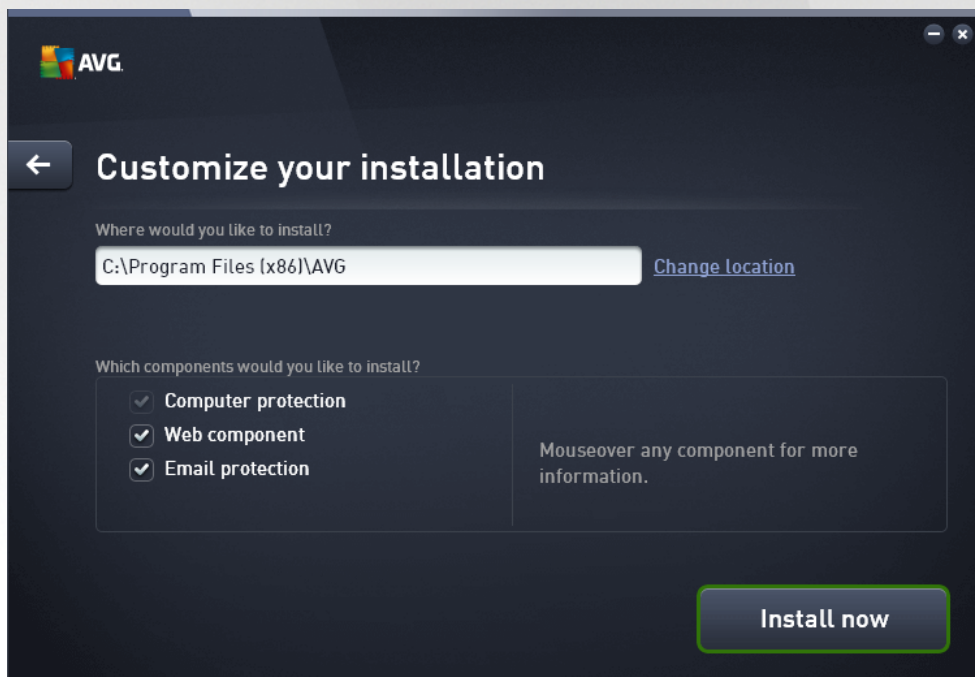 AVG.
Customize your installation
Where would you like to install?
C:\Program Files (x86)\AVG
Change location
Which components would you like to install?
Computer protection
Web component
Email protection
Mouseover any component for more
information.
Install now